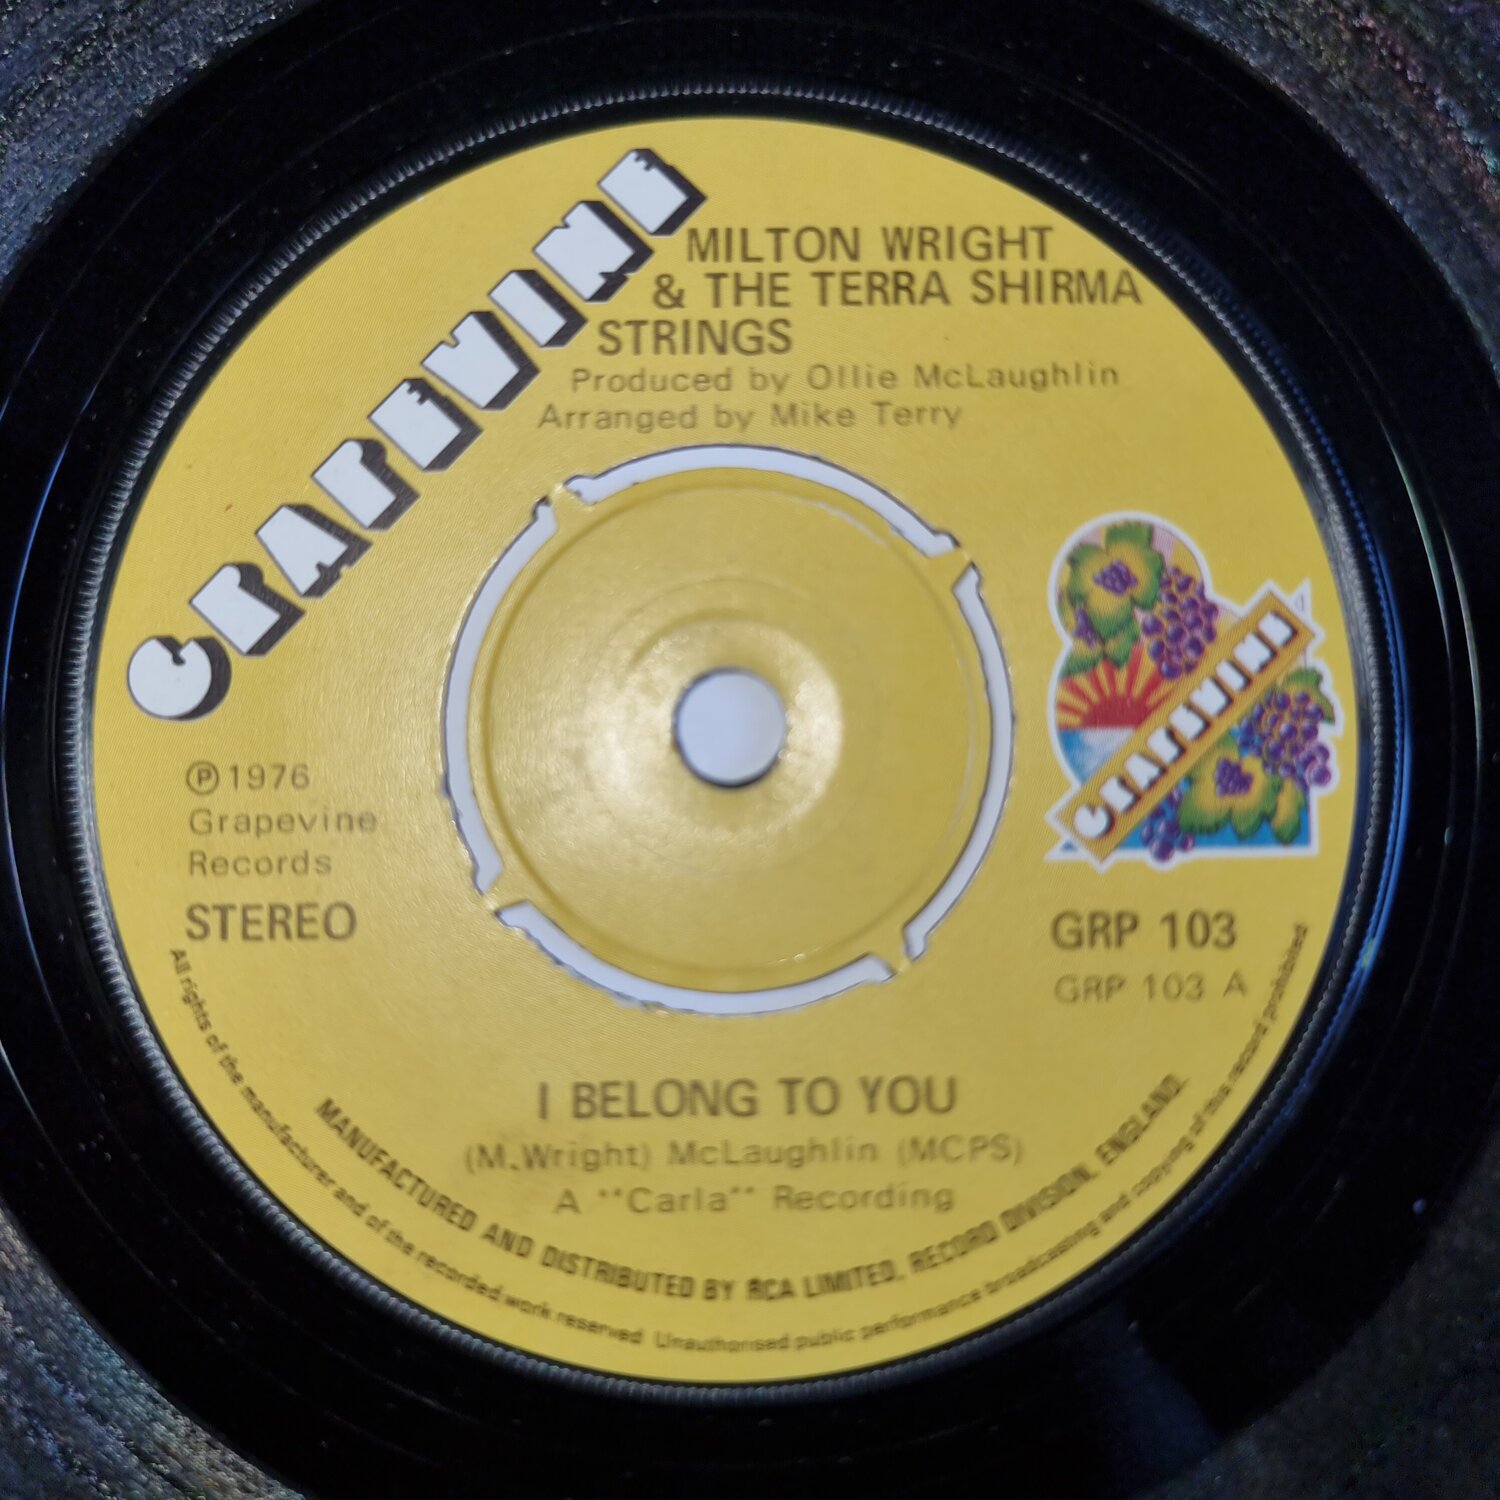 GRAPEVINE
MILTON WRIGHT
& THE TERRA SHIRMA
STRINGS
Produced by Ollie McLaughlin
Arranged by Mike Terry
GRAPEVINE
℗ 1976
Grapevine
Records
STEREO
GRP 103
GRP 103 A
I BELONG TO YOU
(M.Wright) McLaughlin (MCPS)
A "Carla" Recording
MANUFACTURED AND DISTRIBUTED BY RCA LIMITED, RECORD DIVISION, ENGLAND.
All rights of the manufacturer and of the recorded work reserved Unauthorised public performance broadcasting and copying of this record prohibited